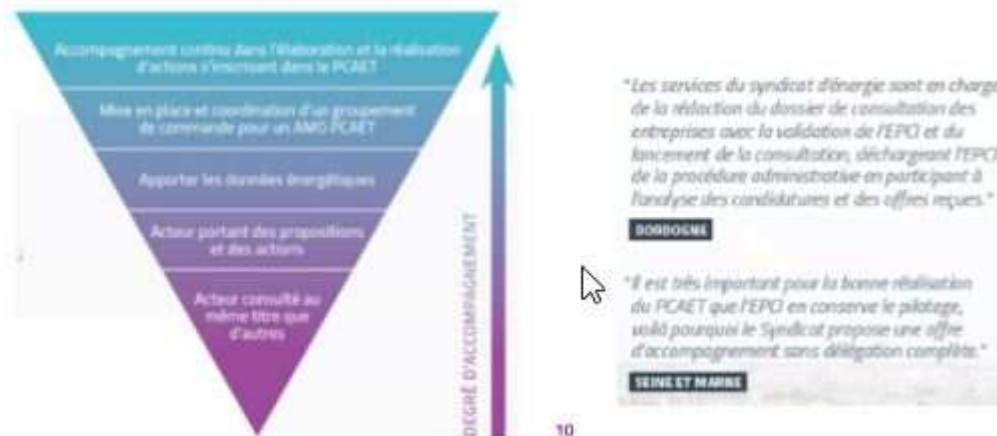 Accompagnement continu dans l'élaboration et la réalisation
d'actions s'inscrivant dans le PCAET
Mise en place et coordination d'un groupement
de commande pour un AMO PCAET
Apporter les données énergétiques
Acteur portant des propositions
et des actions
Acteur consulté au
même titre que
d'autres
DEGRÉ D'ACCOMPAGNEMENT
"Les services du syndicat d'énergie sont en charge
de la rédaction du dossier de consultation des
entreprises avec la validation de l'EPCI et du
lancement de la consultation, déchargeant l'EPCI
de la procédure administrative en participant à
l'analyse des candidatures et des offres reçues."
DORDOGNE
"Il est très important pour la bonne réalisation
du PCAET que l'EPCI en conserve le pilotage,
voilà pourquoi le Syndicat propose une offre
d'accompagnement sans délégation complète."
SEINE ET MARNE
10